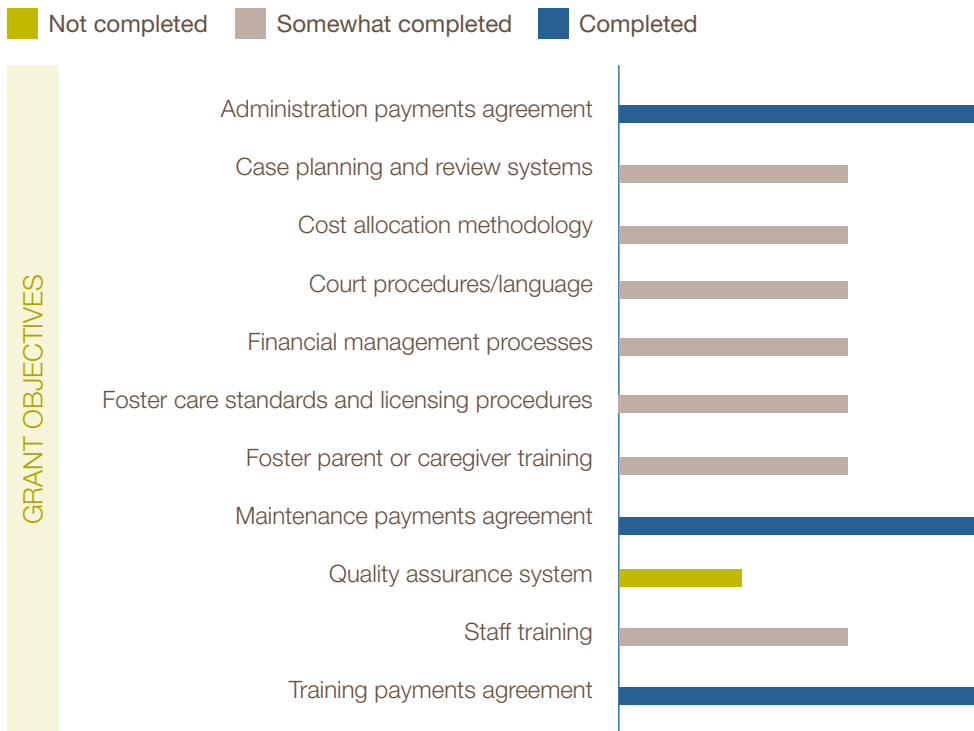 Not completed Somewhat completed Completed
GRANT OBJECTIVES
Administration payments agreement
Case planning and review systems
Cost allocation methodology
Court procedures/language
Financial management processes
Foster care standards and licensing procedures
Foster parent or caregiver training
Maintenance payments agreement
Quality assurance system
Staff training
Training payments agreement